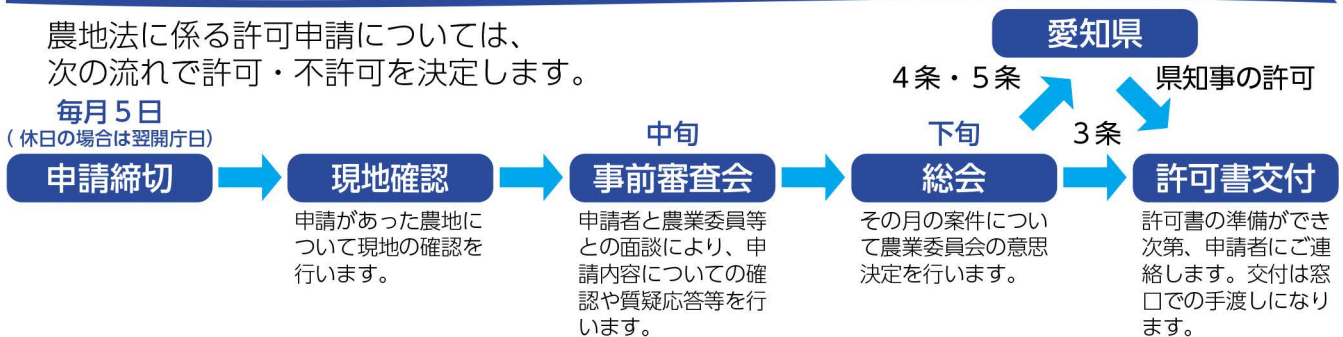 農地法に係る許可申請については、
次の流れで許可・不許可を決定します。
愛知県
4条・5条
県知事の許可
毎月5日
(休日の場合は翌開庁日)
中旬
下旬
3条
申請締切
現地確認
事前審査会
総会
許可書交付
申請があった農地に
ついて現地の確認を
行います。
申請者と農業委員等
との面談により、申
請内容についての確
認や質疑応答等を行
います。
その月の案件につい
て農業委員会の意思
決定を行います。
許可書の準備ができ
次第、申請者にご連
絡します。交付は窓
口での手渡しになり
ます。